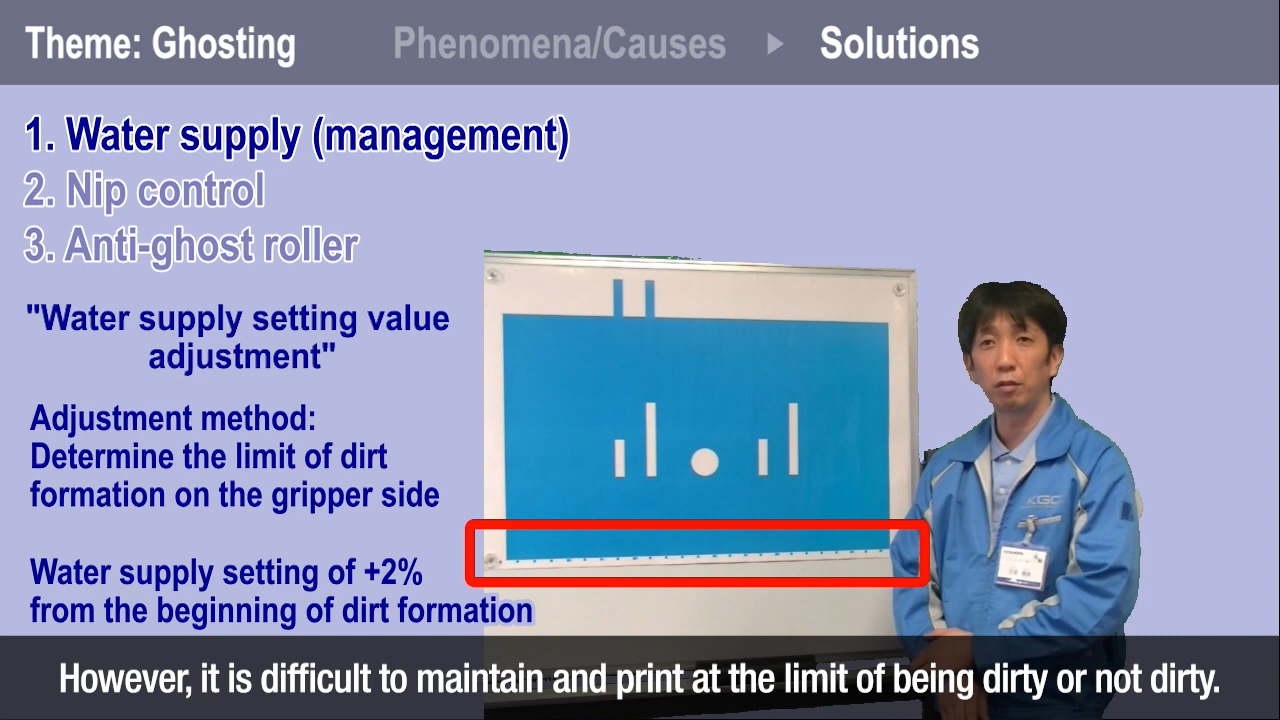 Theme: Ghosting
Phenomena/Causes ▶ Solutions
1. Water supply (management)
2. Nip control
3. Anti-ghost roller
"Water supply setting value
adjustment"
Adjustment method:
Determine the limit of dirt
formation on the gripper side
Water supply setting of +2%
from the beginning of dirt formation
KGC
However, it is difficult to maintain and print at the limit of being dirty or not dirty.